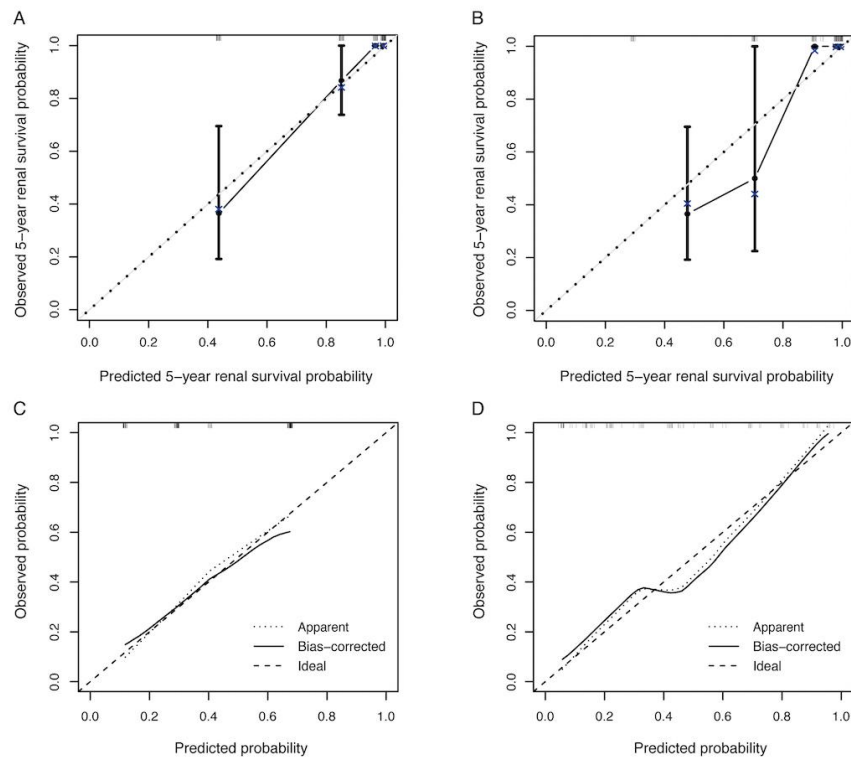 A
Observed 5−year renal survival probability
1.0
0.8
0.6
0.4
0.2
0.0
0.0 0.2 0.4 0.6 0.8 1.0
Predicted 5−year renal survival probability
B
Observed 5−year renal survival probability
1.0
0.8
0.6
0.4
0.2
0.0
0.0 0.2 0.4 0.6 0.8 1.0
Predicted 5−year renal survival probability
C
Observed probability
1.0
0.8
0.6
0.4
0.2
0.0
Apparent
Bias−corrected
Ideal
0.0 0.2 0.4 0.6 0.8 1.0
Predicted probability
D
Observed probability
1.0
0.8
0.6
0.4
0.2
0.0
Apparent
Bias−corrected
Ideal
0.0 0.2 0.4 0.6 0.8 1.0
Predicted probability